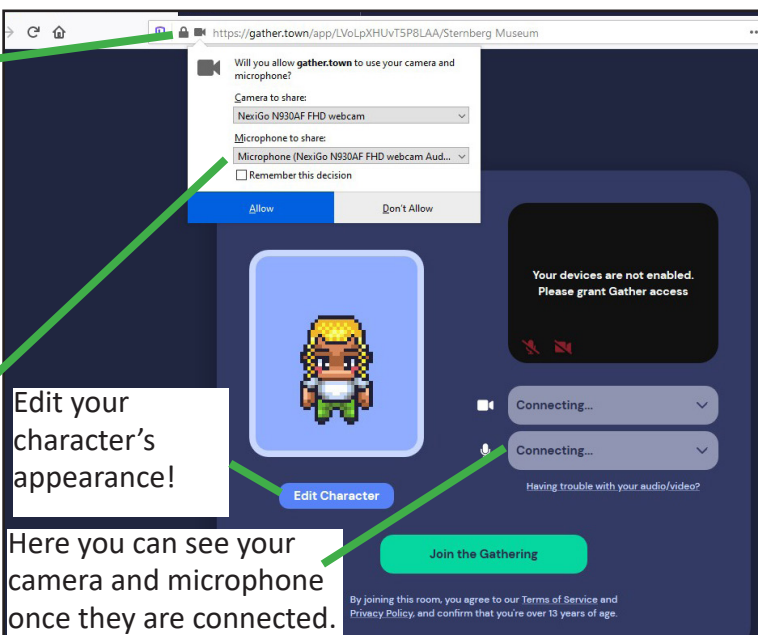 https://gather.town/app/LVoLpXHUvT5P8LAA/Sternberg Museum
Will you allow gather.town to use your camera and
microphone?
Camera to share:
NexiGo N930AF FHD webcam
Microphone to share:
Microphone (NexiGo N930AF FHD webcam Aud...
Remember this decision
Allow
Don't Allow
Your devices are not enabled.
Please grant Gather access
Edit your
character's
appearance!
Connecting...
Connecting...
Having trouble with your audio/video?
Edit Character
Here you can see your
camera and microphone
once they are connected.
Join the Gathering
By joining this room, you agree to our Terms of Service and
Privacy Policy, and confirm that you're over 13 years of age.